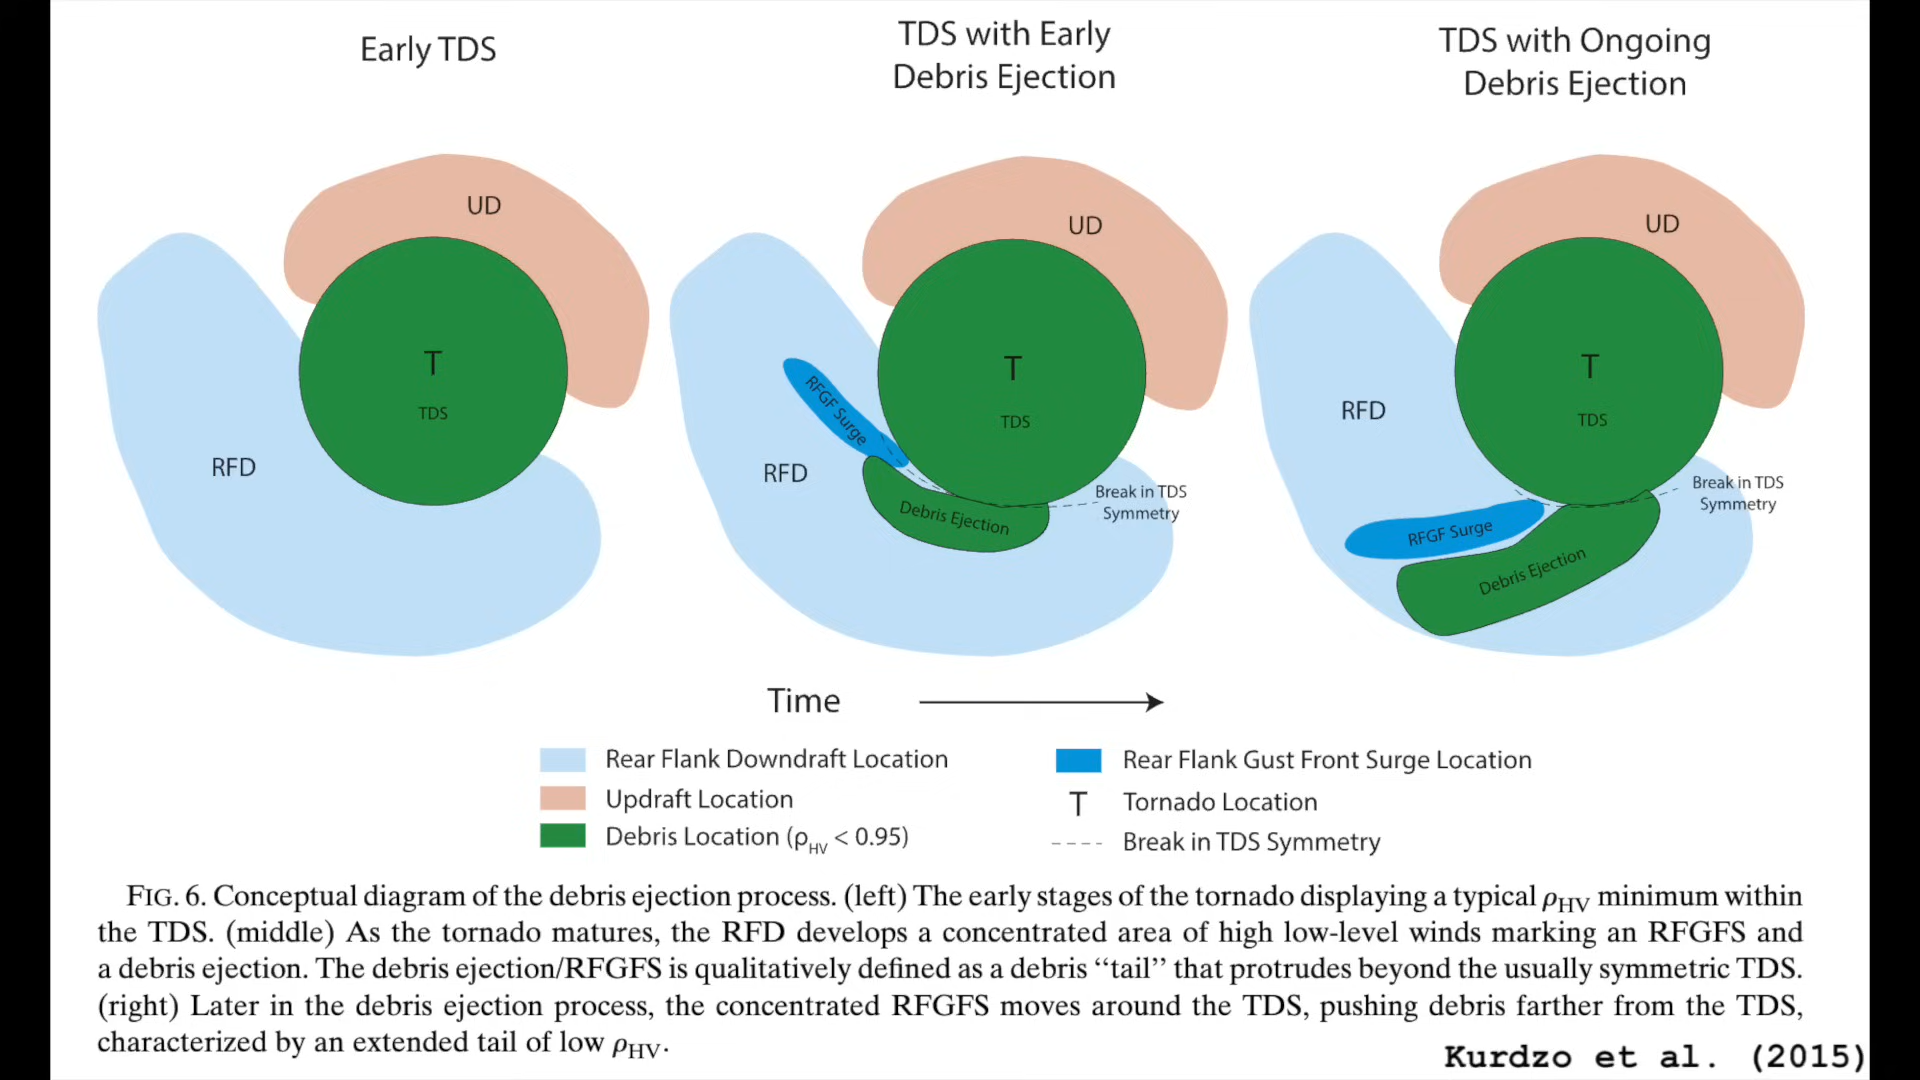 Early TDS
TDS with Early
Debris Ejection
TDS with Ongoing
Debris Ejection
UD
T
TDS
RFD
UD
T
TDS
RFGF Surge
RFD
Debris Ejection
Break in TDS
Symmetry
UD
T
TDS
RFD
RFGF Surge
Debris Ejection
Break in TDS
Symmetry
Time
Rear Flank Downdraft Location
Updraft Location
Debris Location (ρHV < 0.95)
Rear Flank Gust Front Surge Location
T Tornado Location
Break in TDS Symmetry
FIG. 6. Conceptual diagram of the debris ejection process. (left) The early stages of the tornado displaying a typical ρHV minimum within
the TDS. (middle) As the tornado matures, the RFD develops a concentrated area of high low-level winds marking an RFGFS and
a debris ejection. The debris ejection/RFGFS is qualitatively defined as a debris “tail” that protrudes beyond the usually symmetric TDS.
(right) Later in the debris ejection process, the concentrated RFGFS moves around the TDS, pushing debris farther from the TDS,
characterized by an extended tail of low ρHV.
Kurdzo et al. (2015)